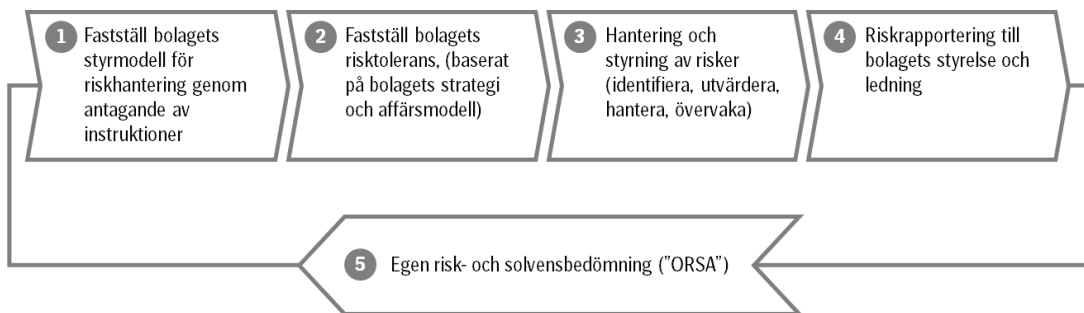 1 Fastställ bolagets
styrmodell för
riskhantering genom
antagande av
instruktioner
2 Fastställ bolagets
risktolerans, (baserat
på bolagets strategi
och affärsmodell)
3 Hantering och
styrning av risker
(identifiera, utvärdera,
hantera, övervaka)
4 Riskrapportering till
bolagets styrelse och
ledning
5 Egen risk- och solvensbedömning (”ORSA”)